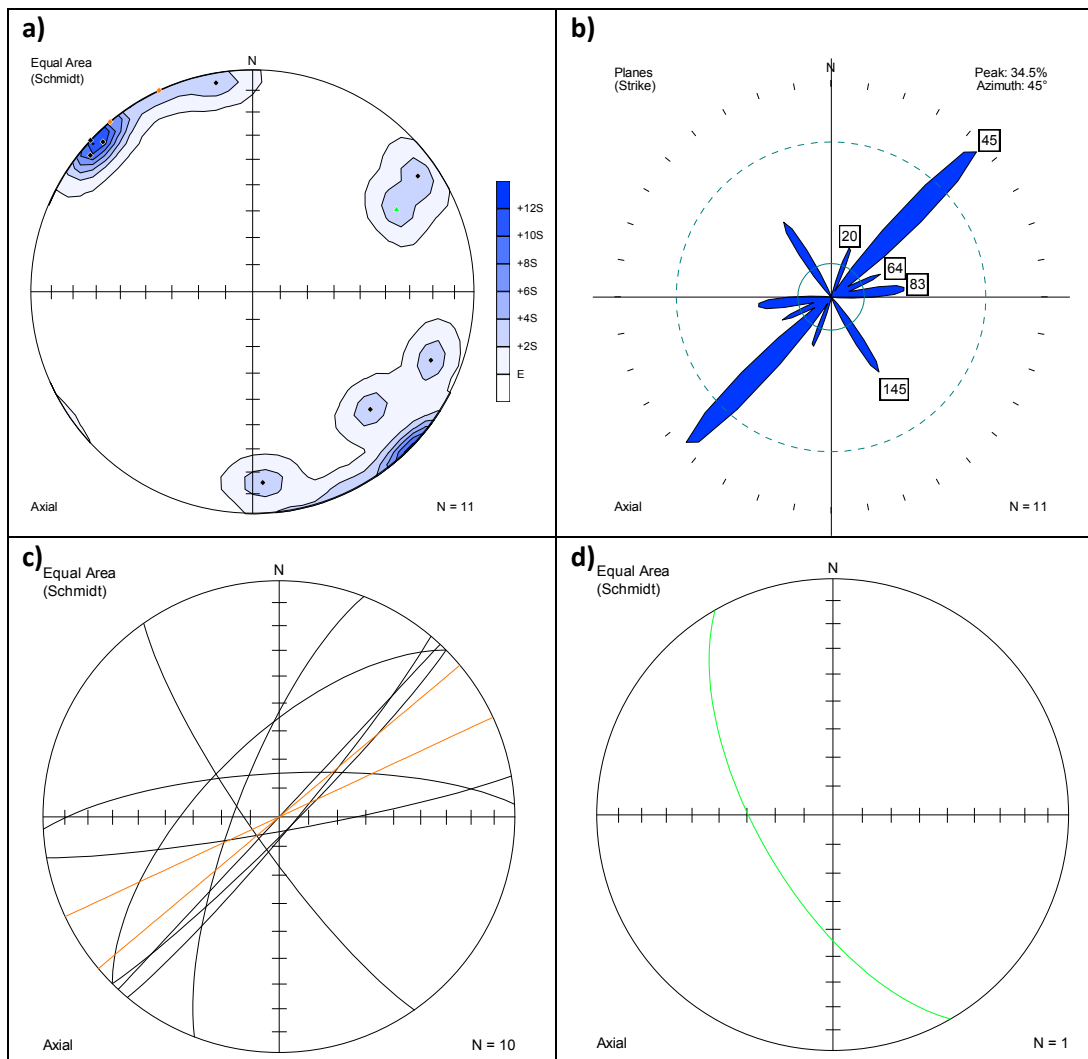 a)
Equal Area
(Schmidt)
N
+12S
+10S
+8S
+6S
+4S
+2S
E
Axial
N = 11
b)
Planes
(Strike)
N
Peak: 34.5%
Azimuth: 45°
45
20
64
83
145
Axial
N = 11
c)
Equal Area
(Schmidt)
N
Axial
N = 10
d)
Equal Area
(Schmidt)
N
Axial
N = 1